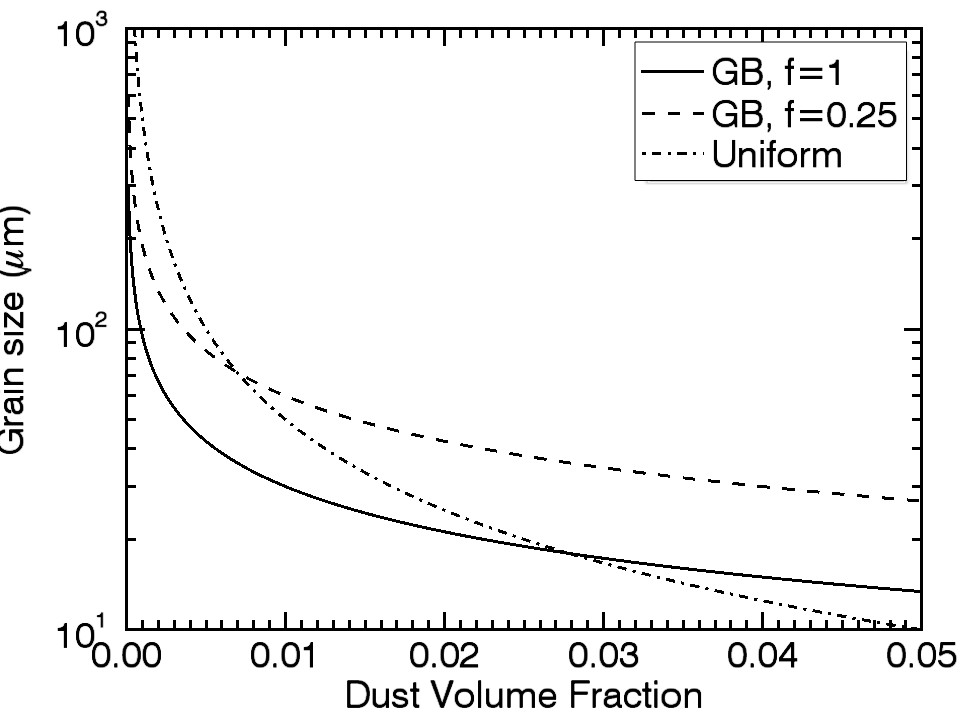 10³
10²
10¹
Grain size (μm)
GB, f=1
GB, f=0.25
Uniform
0.00 0.01 0.02 0.03 0.04 0.05
Dust Volume Fraction